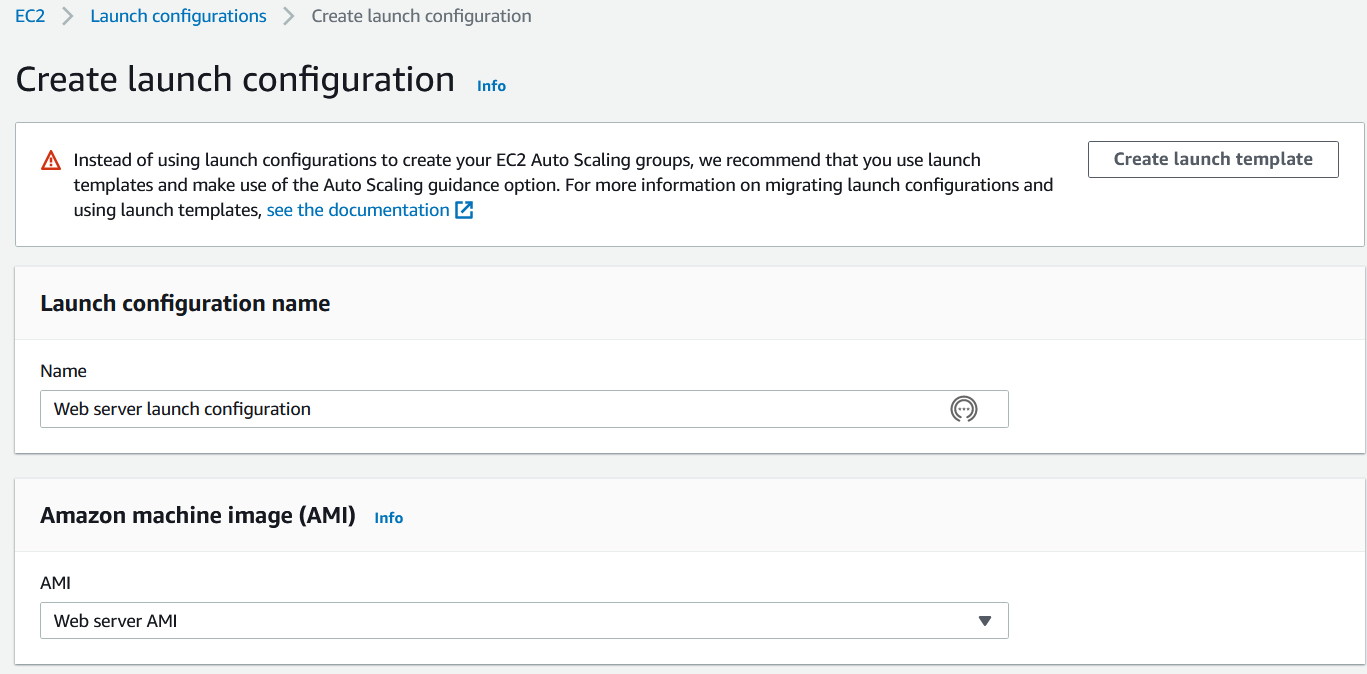 EC2 > Launch configurations > Create launch configuration
Create launch configuration Info
Instead of using launch configurations to create your EC2 Auto Scaling groups, we recommend that you use launch
templates and make use of the Auto Scaling guidance option. For more information on migrating launch configurations and
using launch templates, see the documentation
Create launch template
Launch configuration name
Name
Web server launch configuration
Amazon machine image (AMI) Info
AMI
Web server AMI